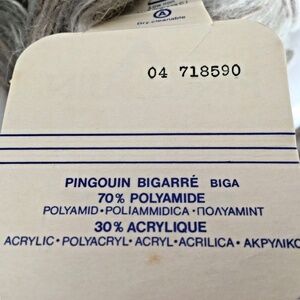 A
Dry cleanable
04 718590
PINGOUIN BIGARRÉ BIGA
70% POLYAMIDE
POLYAMID•POLIAMMIDICA•ΠΟΛΥΑΜΙΝΤ
30% ACRYLIQUE
ACRYLIC•POLYACRYL•ACRYL•ACRILICA•ΑΚΡΥΛΙΚΟ